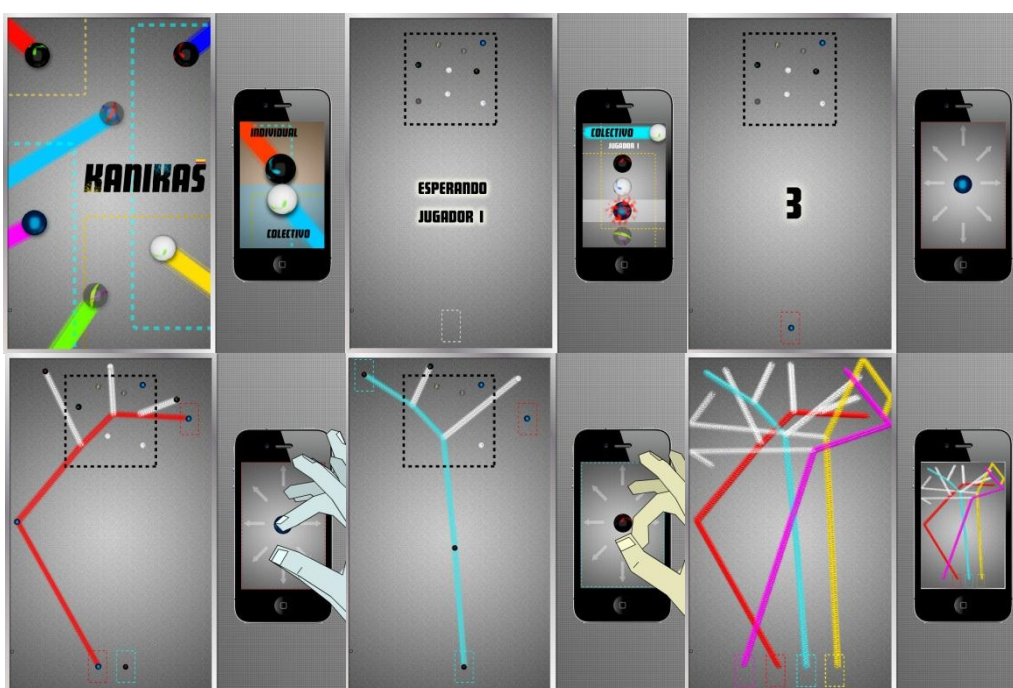 KANIKAS
INDIVIDUAL
COLECTIVO
ESPERANDO
JUGADOR 1
COLECTIVO
JUGADOR 1
3